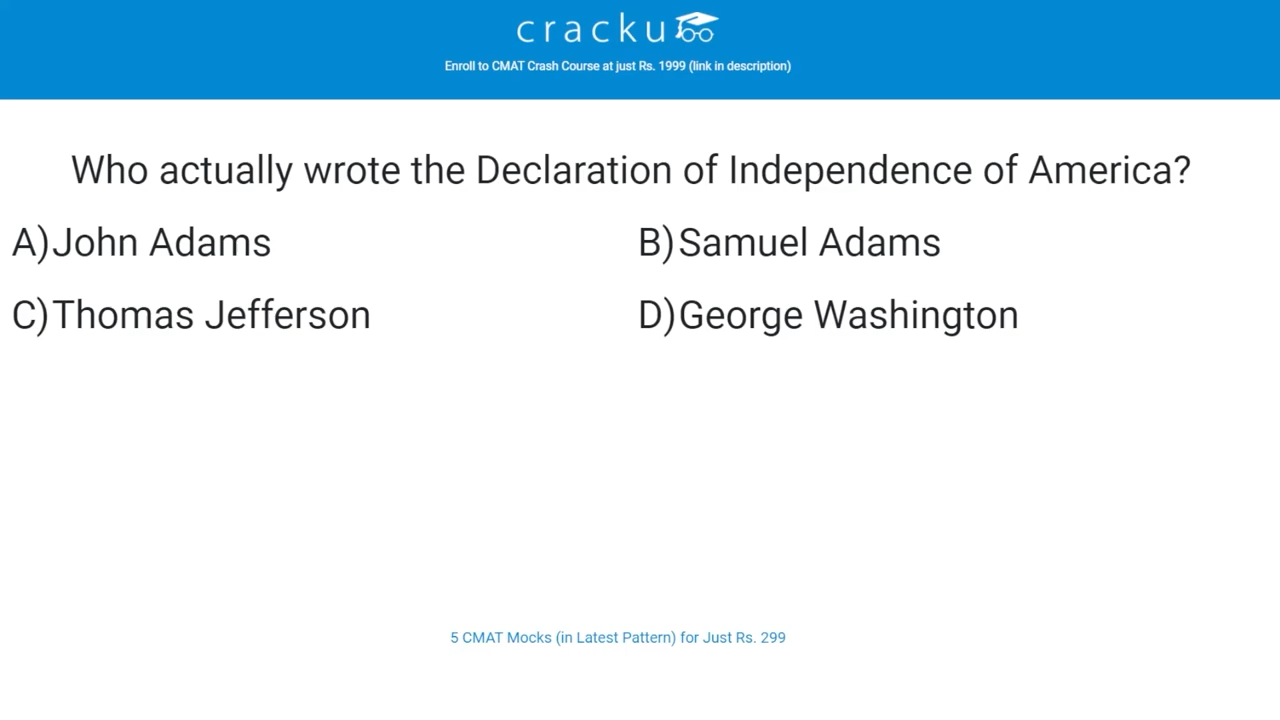 cracku
Enroll to CMAT Crash Course at just Rs. 1999 (link in description)
Who actually wrote the Declaration of Independence of America?
A)John Adams B)Samuel Adams
C)Thomas Jefferson D)George Washington
5 CMAT Mocks (in Latest Pattern) for Just Rs. 299